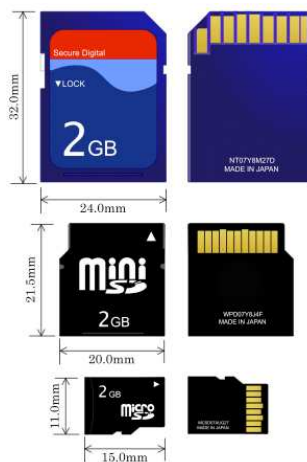 Secure Digital
▼LOCK
2GB
32.0mm
24.0mm
NT07Y8M27D
MADE IN JAPAN
mini
SD
2GB
21.5mm
20.0mm
WPD07Y8J4F
MADE IN JAPAN
2GB
micro
SD
11.0mm
15.0mm
MADE IN JAPAN